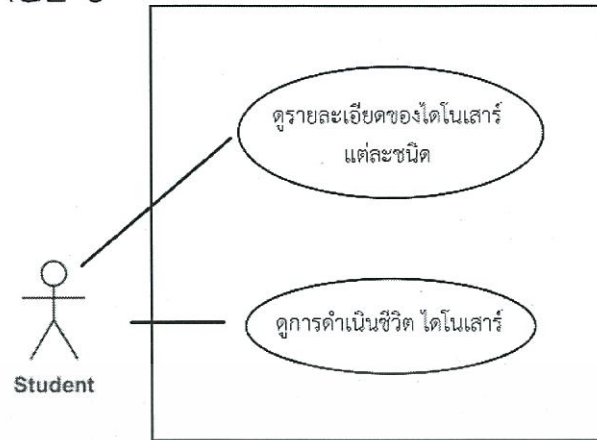 ดูรายละเอียดของไดโนเสาร์
แต่ละชนิด
ดูการดำเนินชีวิต ไดโนเสาร์
Student